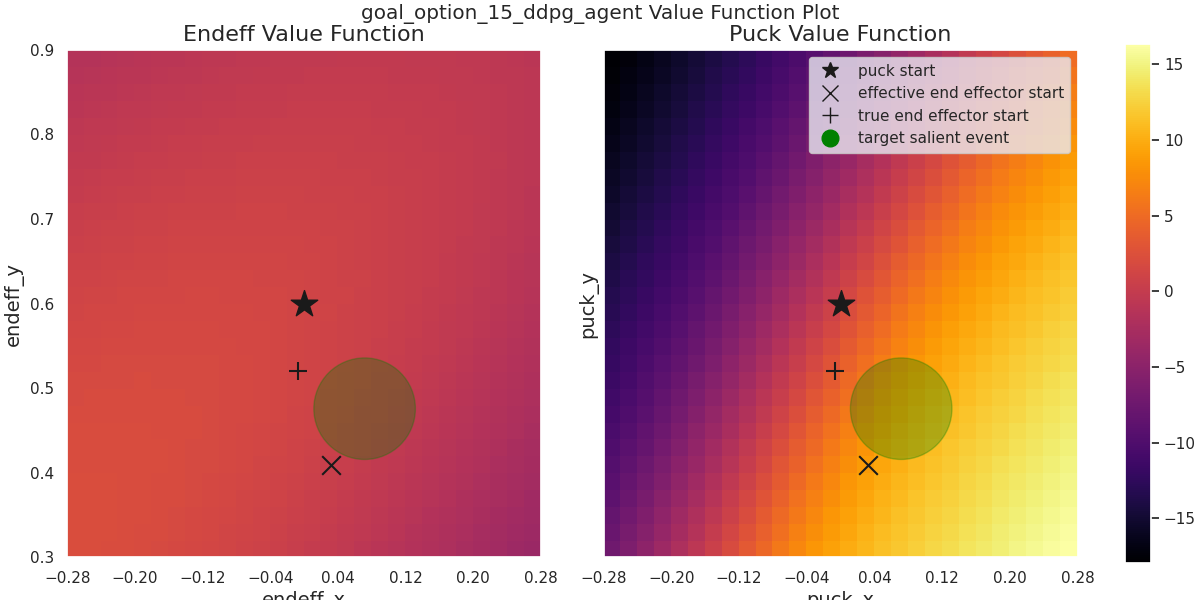 goal_option_15_ddpg_agent Value Function Plot
Endeff Value Function
Puck Value Function
0.9
0.8
0.7
0.6
0.5
0.4
0.3
endeff_y
−0.28 −0.20 −0.12 −0.04 0.04 0.12 0.20 0.28
endeff_x
puck start
effective end effector start
true end effector start
target salient event
puck_y
−0.28 −0.20 −0.12 −0.04 0.04 0.12 0.20 0.28
puck_x
15
10
5
0
−5
−10
−15